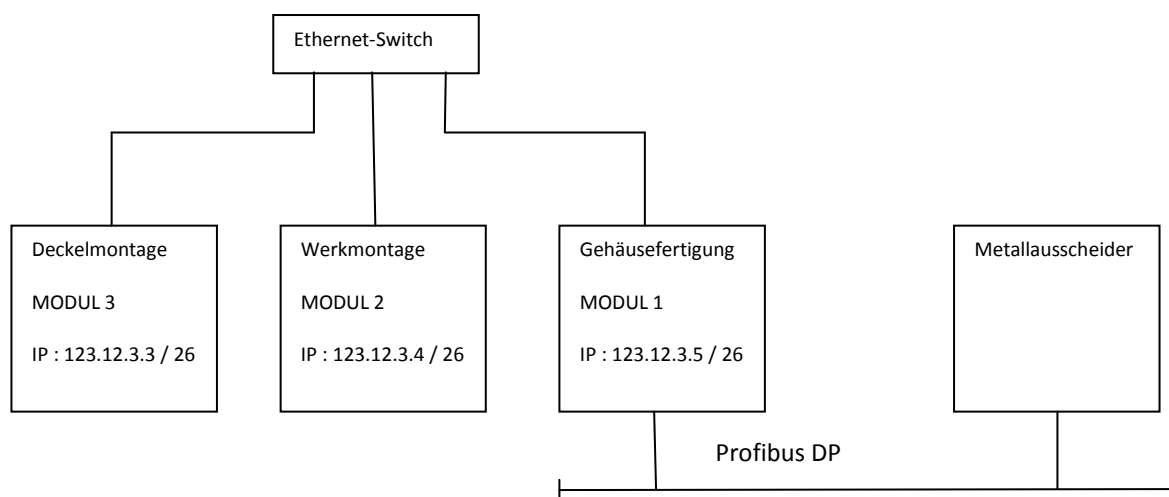 Ethernet-Switch
Deckelmontage
MODUL 3
IP : 123.12.3.3 / 26
Werkmontage
MODUL 2
IP : 123.12.3.4 / 26
Gehäusefertigung
MODUL 1
IP : 123.12.3.5 / 26
Metallausscheider
Profibus DP